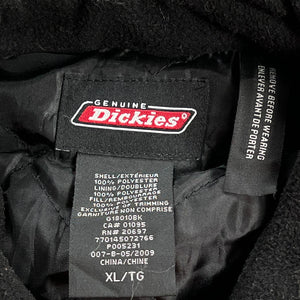 GENUINE
Dickies
REMOVE BEFORE WEARING
ENLEVER AVANT DE PORTER
SHELL/EXTÉRIEUR
100% POLYESTER
LINING/DOUBLURE
100% POLYESTER
FILL/REMBOURRAGE
100% POLYESTER
EXCLUSIVE OF TRIMMING
GARNITURE NON COMPRISE
G18010BK
CA# 01095
RN# 20697
770145072766
P005231
007-B-05/2009
CHINA/CHINE
XL/TG